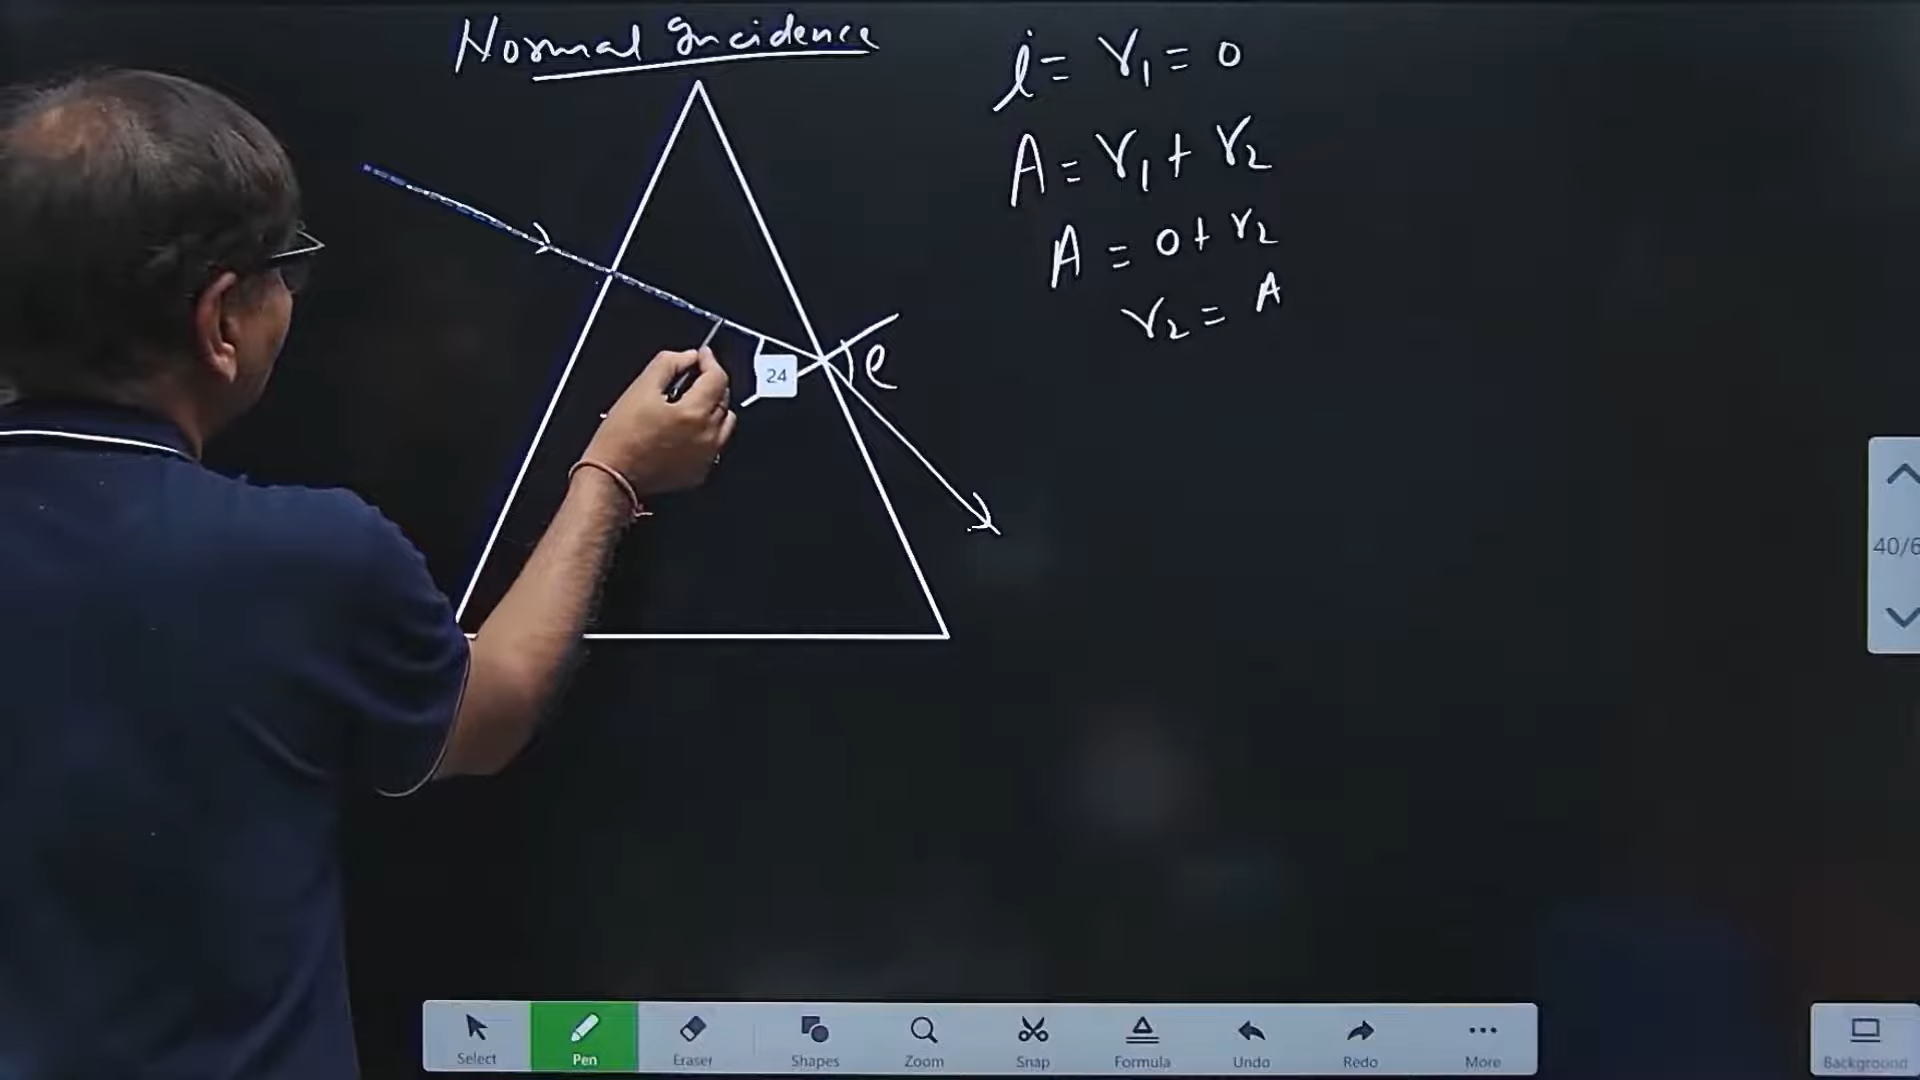 Normal Incidence
i = r₁ = 0
A = r₁ + r₂
A = 0 + r₂
r₂ = A
24
e
40/6
Select Pen Eraser Shapes Zoom Snap Formula Undo Redo More Background